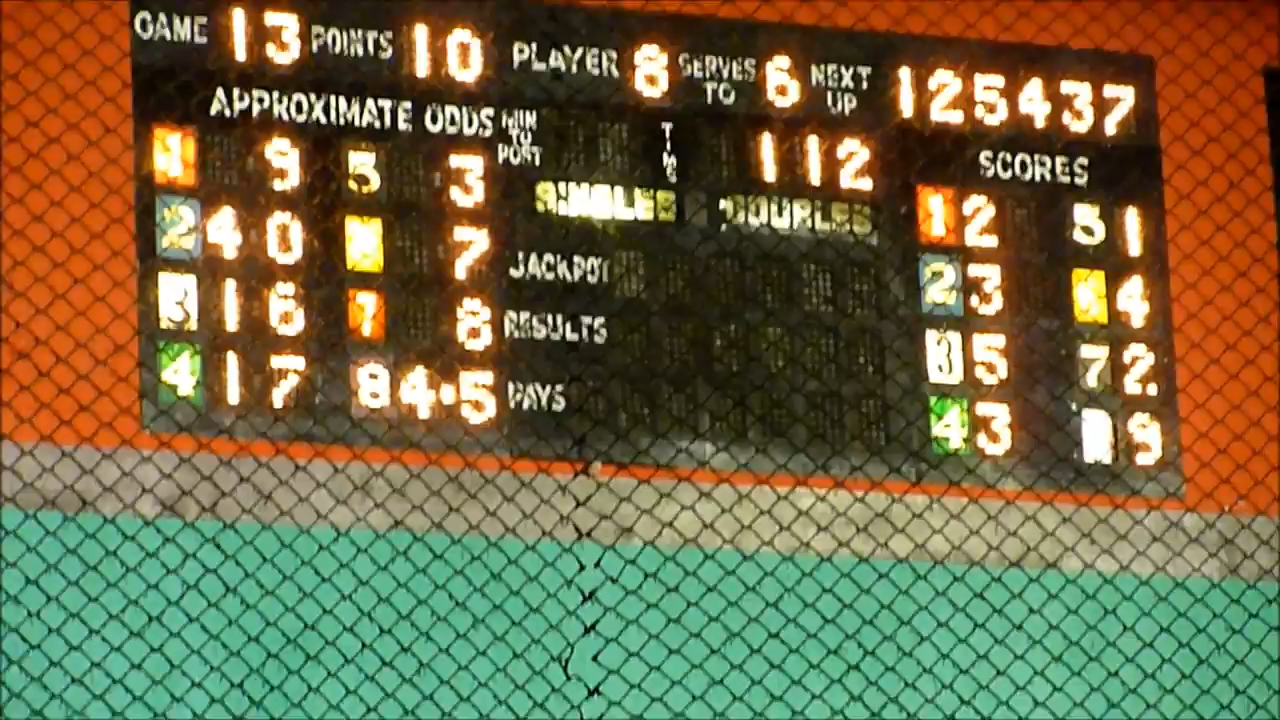 GAME 13 POINTS 10 PLAYER 8 SERVES TO 6 NEXT UP 125437
APPROXIMATE ODDS MIN TO POST TIME 112 SCORES
1 9 5 3 SINGLES DOUBLES 1 2 5 1
2 40 7 JACKPOT 2 3 4
3 16 7 8 RESULTS 3 5 7 2
4 17 8 4-5 PAYS 4 3 9